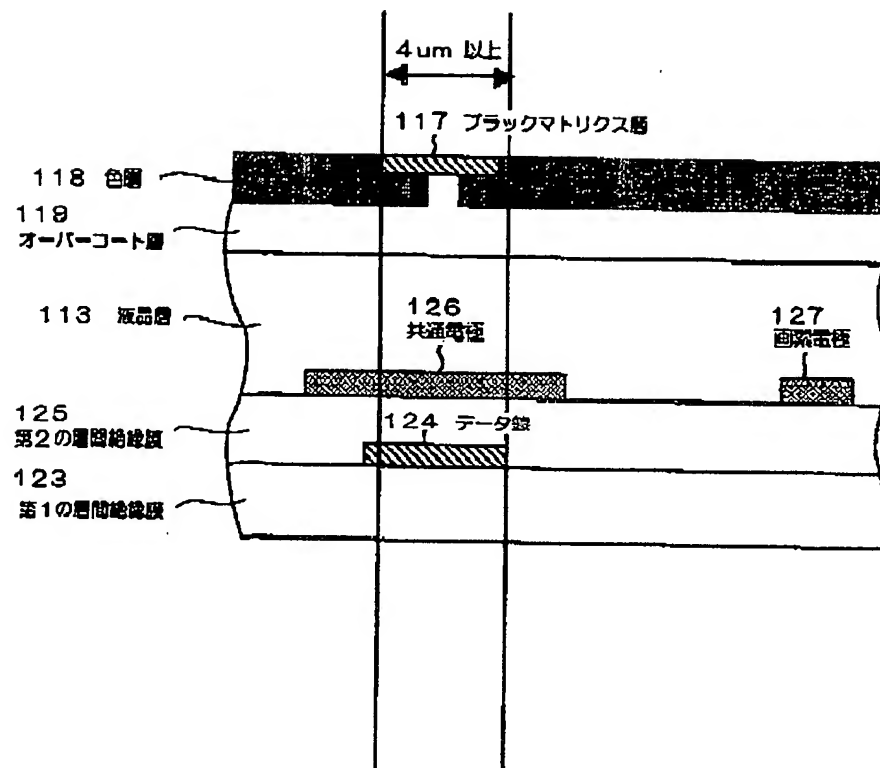 4um 以上
117 ブラックマトリクス層
118 色層
119
オーバーコート層
113 液晶層
126
共通電極
127
画素電極
125
第2の層間絶縁膜
124 データ線
123
第1の層間絶縁膜